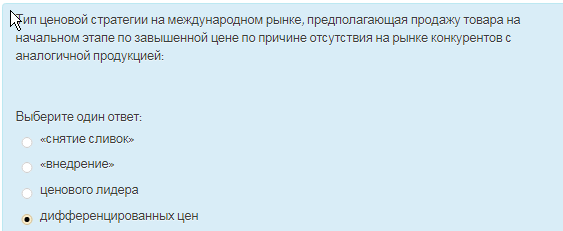 Тип ценовой стратегии на международном рынке, предполагающая продажу товара на
начальном этапе по завышенной цене по причине отсутствия на рынке конкурентов с
аналогичной продукцией:
Выберите один ответ:
«снятие сливок»
«внедрение»
ценового лидера
дифференцированных цен